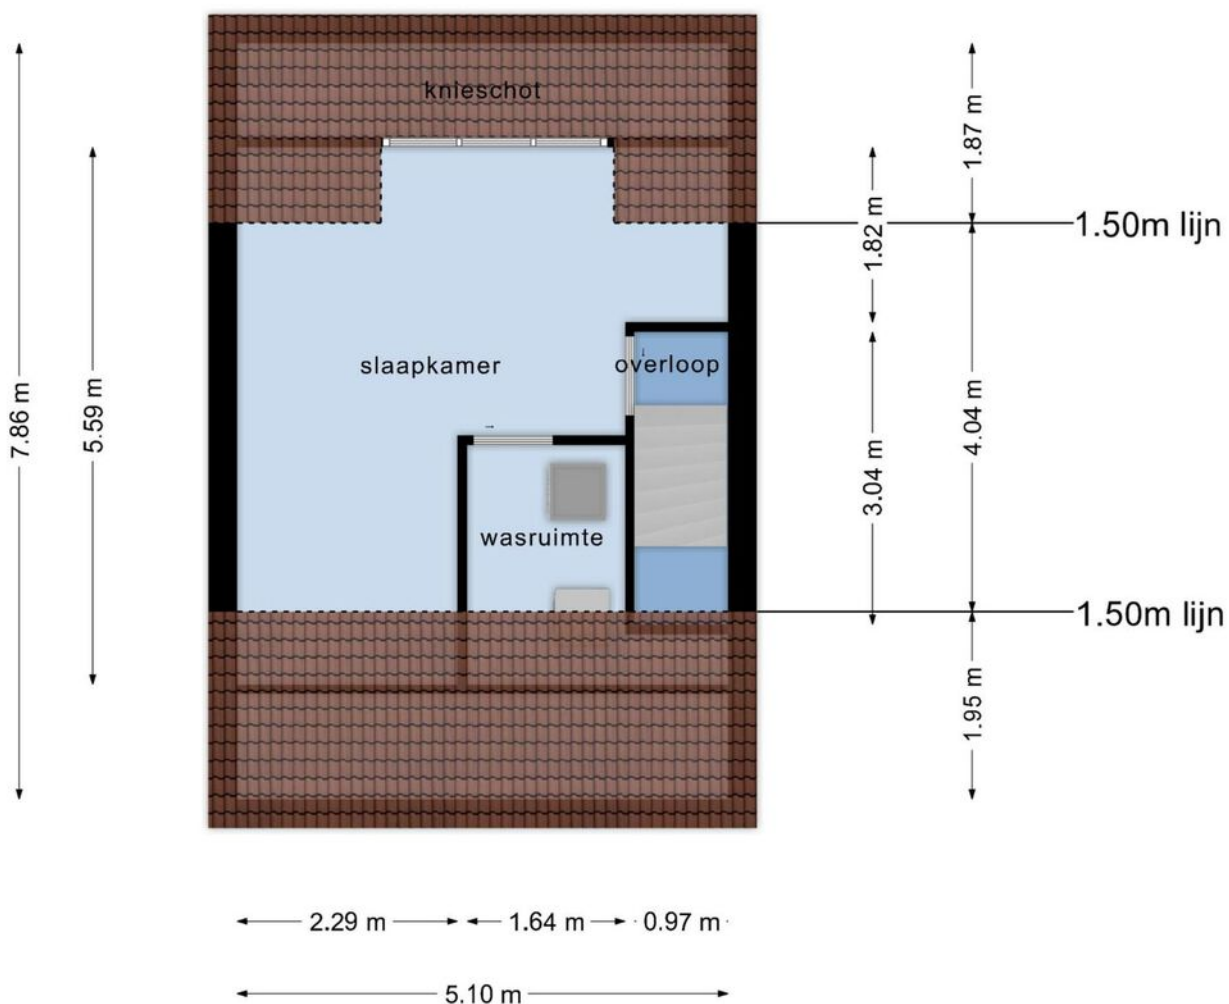 knieschot
1.87 m
1.82 m
1.50m lijn
7.86 m
5.59 m
slaapkamer
overloop
4.04 m
3.04 m
wasruimte
1.50m lijn
1.95 m
2.29 m
1.64 m
0.97 m
5.10 m